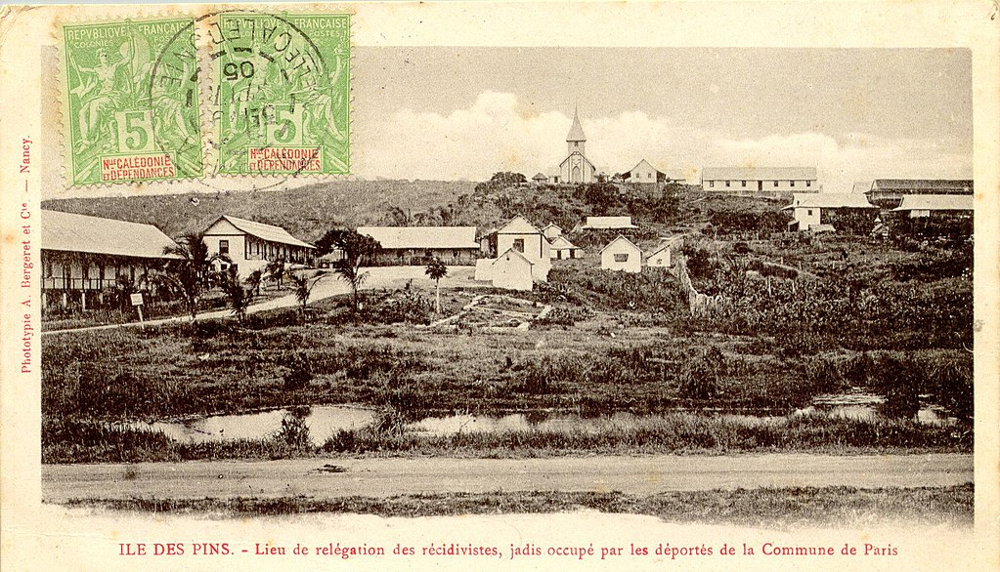 REPUBLIQUE FRANÇAISE
COLONIES POSTES
5
NLLE CALÉDONIE
ET DÉPENDANCES
REPUBLIQUE FRANÇAISE
COLONIES POSTES
5
NLLE CALÉDONIE
ET DÉPENDANCES
05
Phototypie A. Bergeret et Cie. — Nancy.
ILE DES PINS. - Lieu de relégation des récidivistes, jadis occupé par les déportés de la Commune de Paris